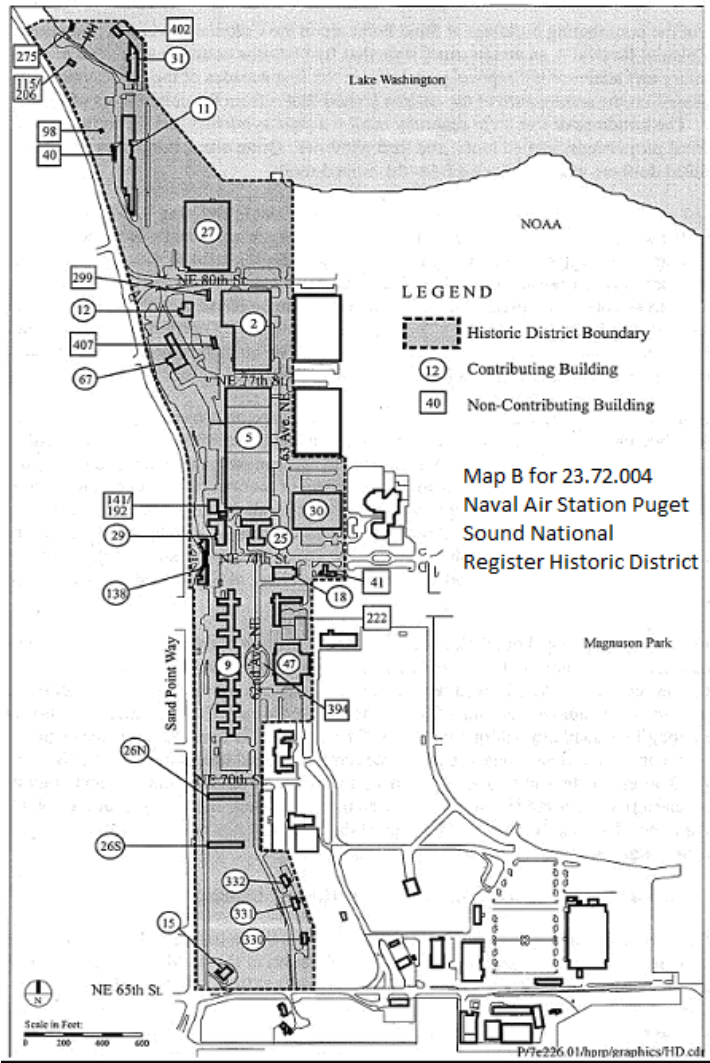 402
275
31
115/
206
Lake Washington
11
98
40
27
NOAA
NE 80th St.
299
12
2
407
67
NE 77th St.
63 Ave. NE
5
LEGEND
Historic District Boundary
12 Contributing Building
40 Non-Contributing Building
Map B for 23.72.004
Naval Air Station Puget
Sound National
Register Historic District
141/
192
30
29
25
NE 74th St.
138
18
41
222
Magnuson Park
Sand Point Way
9
62nd Ave. NE
47
394
26N
NE 70th S
26S
332
331
330
15
NE 65th St.
N
Scale in Feet:
0 200 400 600
P/7e226.01/hprp/graphics/HD.cdr